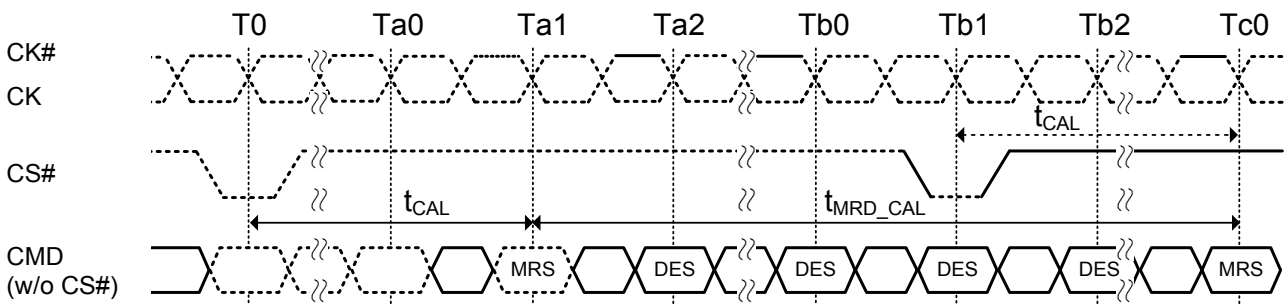 T0 Ta0 Ta1 Ta2 Tb0 Tb1 Tb2 Tc0
CK#
CK
tCAL
CS#
tCAL tMRD_CAL
CMD MRS DES DES DES DES MRS
(w/o CS#)